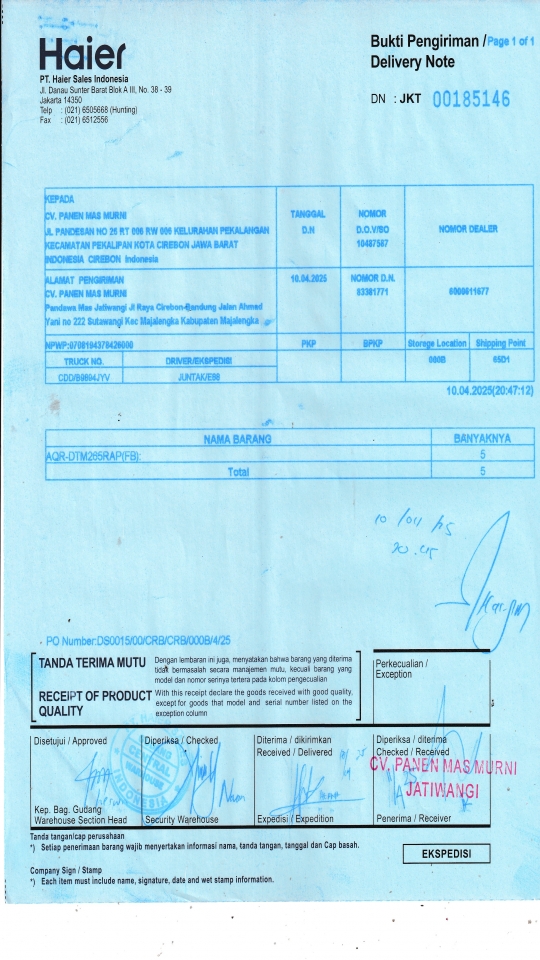 Haier
Bukti Pengiriman / Page 1 of 1
Delivery Note
PT. Haier Sales Indonesia
Jl. Danau Sunter Barat Blok A III, No. 38 - 39
Jakarta 14350
Telp : (021) 6505668 (Hunting)
Fax : (021) 6512556
DN : JKT 00185146
KEPADA
CV. PANEN MAS MURNI
JL PANDESAN NO 26 RT 006 RW 006 KELURAHAN PEKALANGAN
KECAMATAN PEKALIPAN KOTA CIREBON JAWA BARAT
INDONESIA CIREBON Indonesia
TANGGAL
D.N
NOMOR
D.O.V/BO
10487587
NOMOR DEALER
ALAMAT PENGIRIMAN
CV. PANEN MAS MURNI
Pandawa Mas Jatiwangi Jl Raya Cirebon-Bandung Jalan Ahmad
Yani no 222 Sutawangi Kec Majalengka Kabupaten Majalengka
10.04.2025
NOMOR D.N.
83381771
6000611677
NPWP:0708194378426000
PKP
BPKP
Storage Location
Shipping Point
TRUCK NO.
DRIVER/EKSPEDISI
000B
65D1
CDD/B9894JYV
JUNTAK/EBB
10.04.2025(20:47:12)
NAMA BARANG
BANYAKNYA
AQR-DTM265RAP(FB):
5
Total
5
10/04/25
20.45
PO Number:DS0015/00/CRB/CRB/000B/4/25
TANDA TERIMA MUTU
Dengan lembaran ini juga, menyatakan bahwa barang yang diterima
tidak bermasalah secara manajemen mutu, kecuali barang yang
model dan nomor serinya tertera pada kolom pengecualian
RECEIPT OF PRODUCT QUALITY
With this receipt declare the goods received with good quality,
except for goods that model and serial number listed on the
exception column
Perkecualian /
Exception
Disetujui / Approved
Diperiksa / Checked
Diterima / dikirimkan
Received / Delivered
Diperiksa / diterima
Checked / Received
CENTRAL
WAREHOUSE
INDONESIA
CV. PANEN MAS MURNI
JATIWANGI
Kep. Bag. Gudang
Warehouse Section Head
Security Warehouse
Expedisi / Expedition
Penerima / Receiver
Tanda tangan/cap perusahaan
*) Setiap penerimaan barang wajib menyertakan informasi nama, tanda tangan, tanggal dan Cap basah.
EKSPEDISI
Company Sign / Stamp
*) Each item must include name, signature, date and wet stamp information.